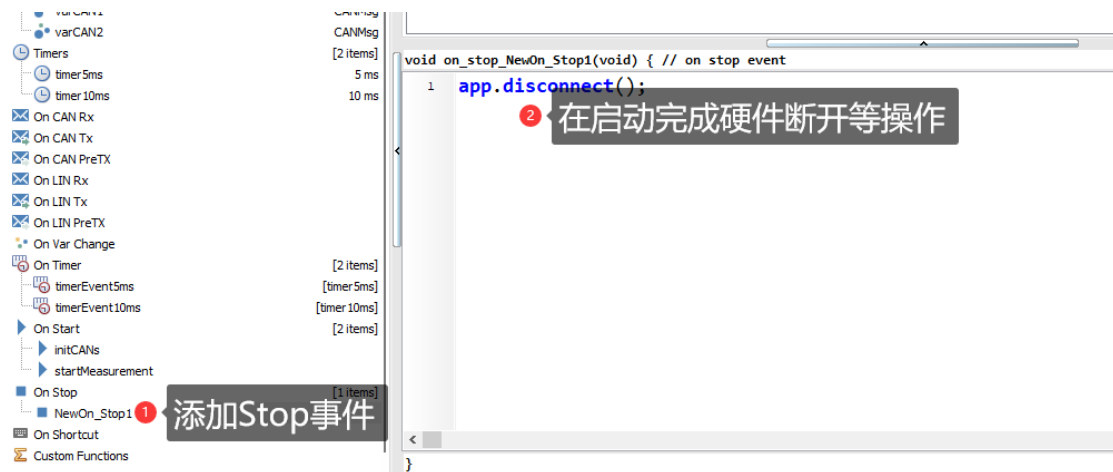 varCAN1 CANMsg
varCAN2 CANMsg
Timers [2 items]
timer5ms 5 ms
timer10ms 10 ms
On CAN Rx
On CAN Tx
On CAN PreTX
On LIN Rx
On LIN Tx
On LIN PreTX
On Var Change
On Timer [2 items]
timerEvent5ms [timer5ms]
timerEvent10ms [timer10ms]
On Start [2 items]
initCANs
startMeasurement
On Stop [1 items]
NewOn_Stop1
1 添加Stop事件
On Shortcut
Custom Functions
void on_stop_NewOn_Stop1(void) { // on stop event
1 app.disconnect();
2 在启动完成硬件断开等操作
}